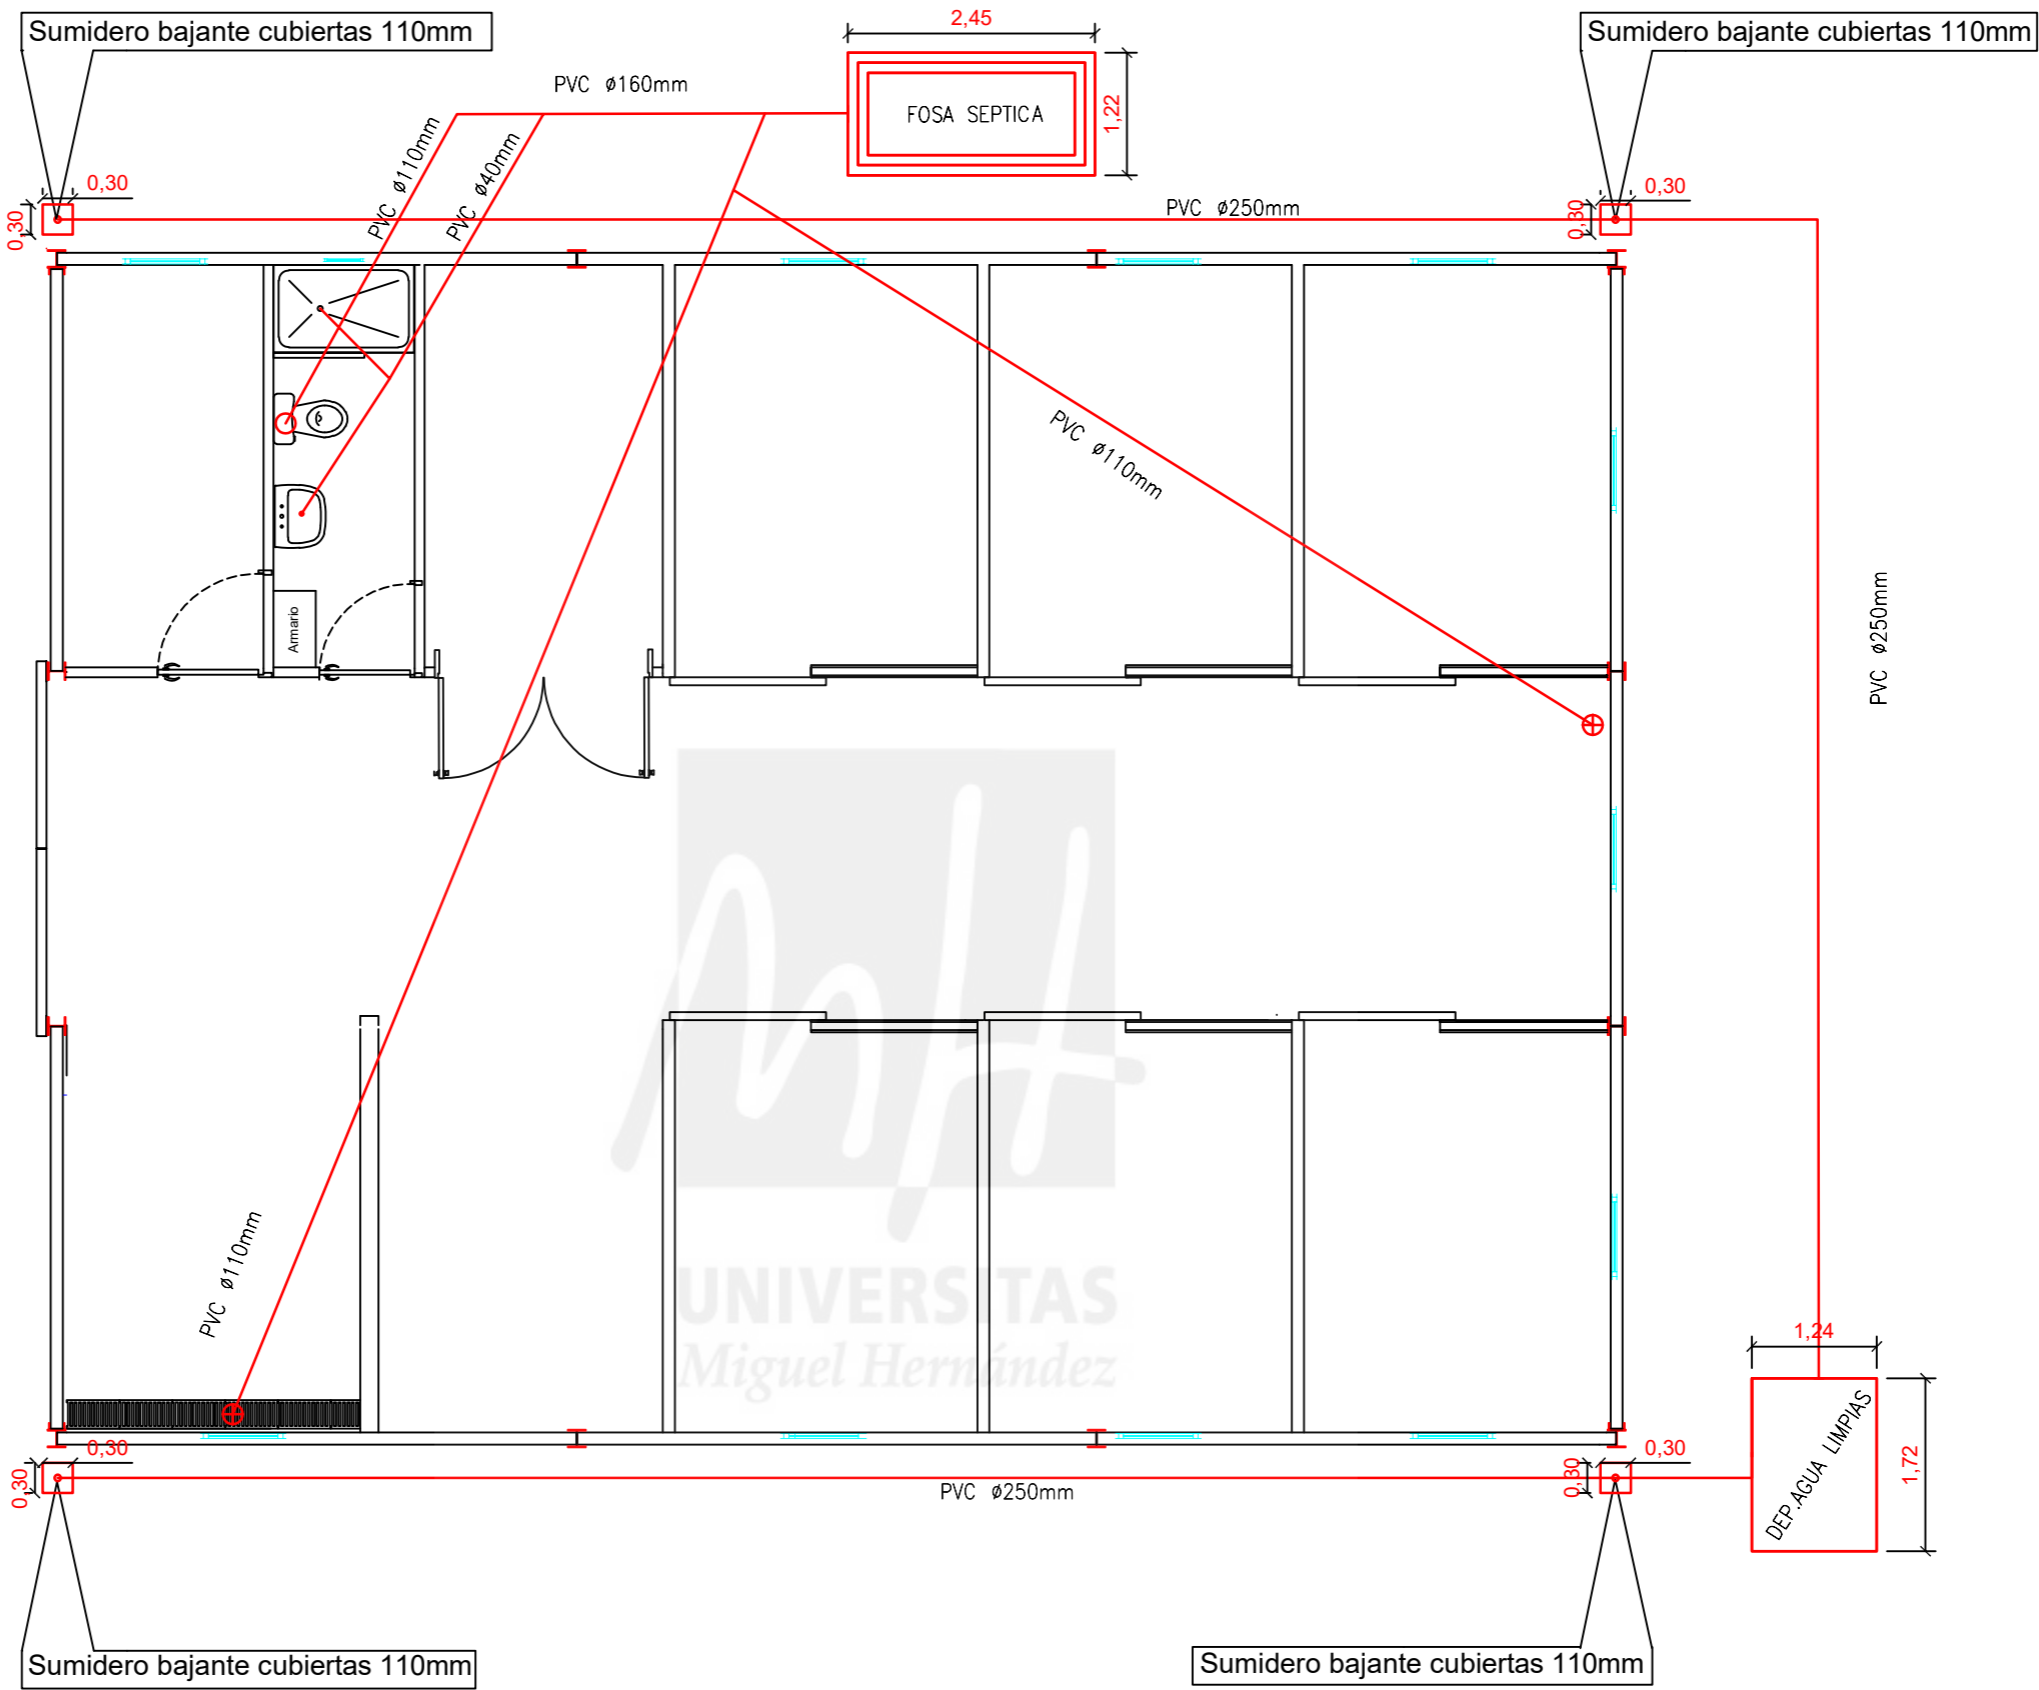 Sumidero bajante cubiertas 110mm
2,45
Sumidero bajante cubiertas 110mm
PVC ø160mm
FOSA SEPTICA
1,22
PVC ø110mm
PVC ø40mm
0,30
0,30
PVC ø250mm
0,30
0,30
PVC ø110mm
PVC ø250mm
Armario
PVC ø110mm
UNIVERSITAS
Miguel Hernández
1,24
DEP.AGUA LIMPIAS
1,72
0,30
0,30
PVC ø250mm
0,30
0,30
Sumidero bajante cubiertas 110mm
Sumidero bajante cubiertas 110mm